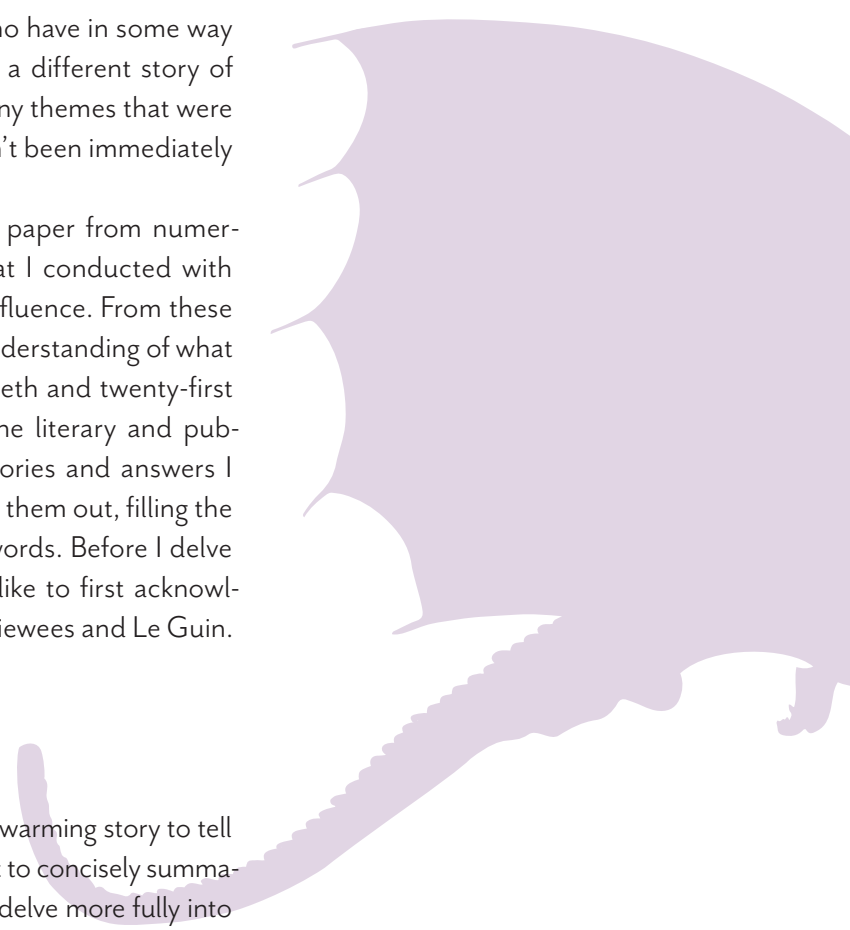 ho have in some way
a different story of
ny themes that were
't been immediately
paper from numer-
at I conducted with
fluence. From these
derstanding of what
eth and twenty-first
ne literary and pub-
ories and answers I
them out, filling the
words. Before I delve
like to first acknowl-
iewees and Le Guin.
warming story to tell
to concisely summa-
delve more fully into